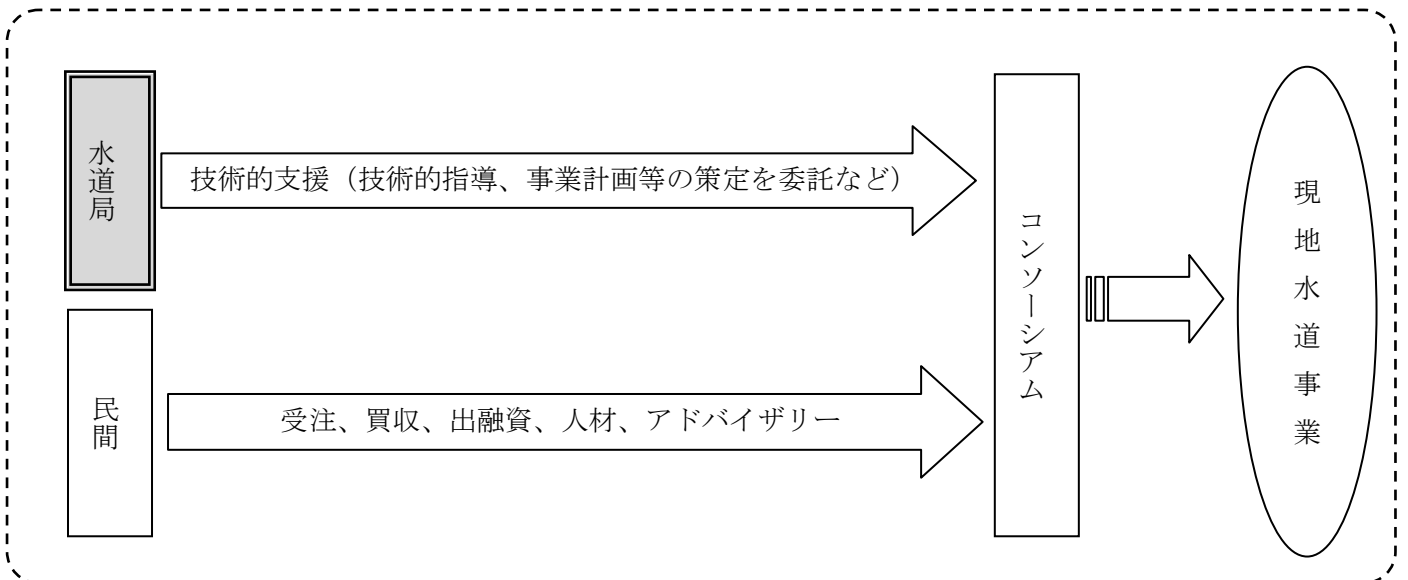 水道局
技術的支援（技術的指導、事業計画等の策定を委託など）
民間
受注、買収、出融資、人材、アドバイザリー
コンソーシアム
現地水道事業